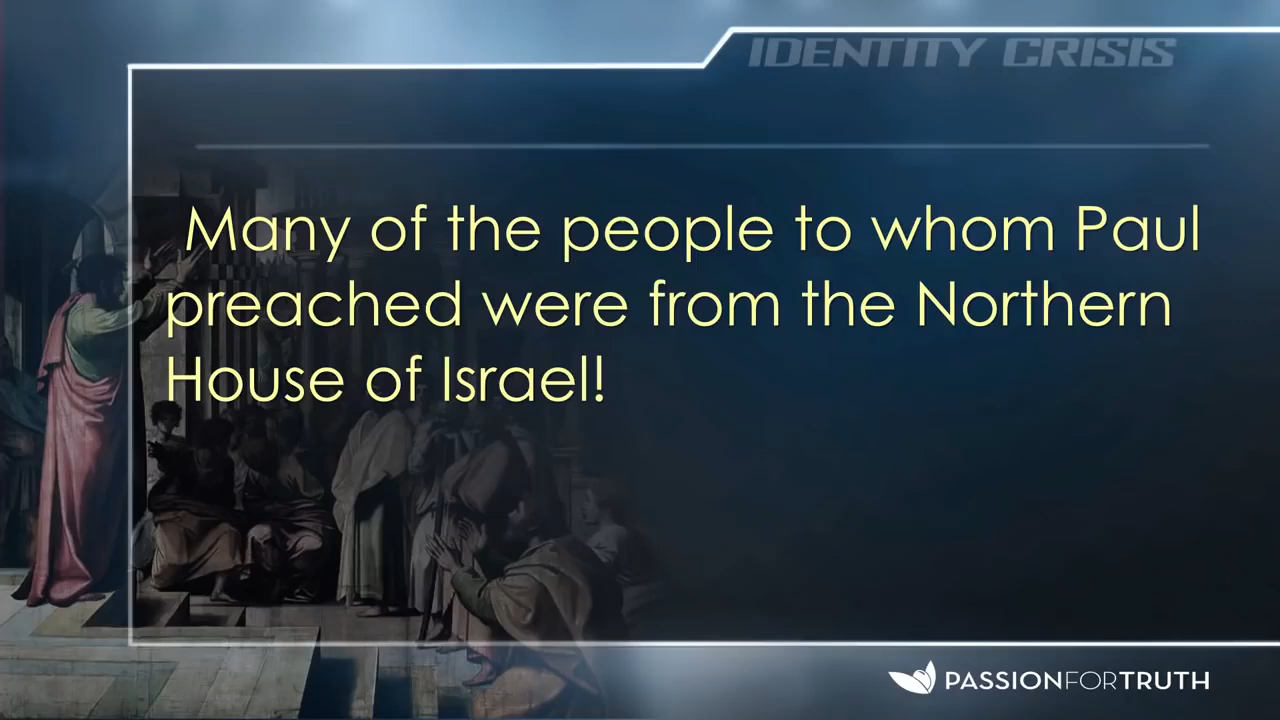 IDENTITY CRISIS
Many of the people to whom Paul
preached were from the Northern
House of Israel!
PASSIONFORTRUTH